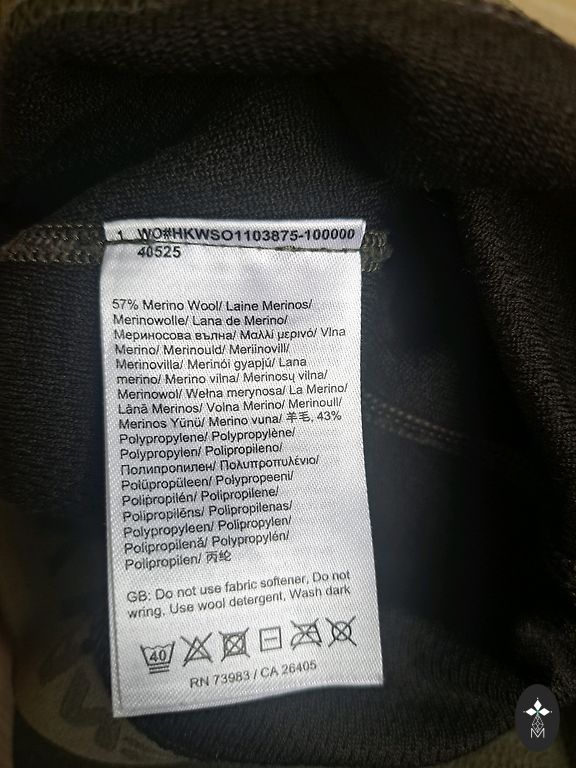 1 WO#HKWSO1103875-100000
40525
57% Merino Wool/ Laine Merinos/
Merinowolle/ Lana de Merino/
Мериносова вълна/ Μαλλί μερινό/ Vlna
Merino/ Merinould/ Meriinovill/
Merinovilla/ Merinói gyapjú/ Lana
merino/ Merino vilna/ Merinosų vilna/
Merinowol/ Wełna merynosa/ La Merino/
Lână Merinos/ Volna Merino/ Merinoull/
Merinos Yünü/ Merino vuna/ 羊毛, 43%
Polypropylene/ Polypropylène/
Polypropylen/ Polipropileno/
Полипропилен/ Πολυπροπυλένιο/
Polüpropüleen/ Polypropeeni/
Polipropilén/ Polipropilene/
Polipropilēns/ Polipropilenas/
Polypropyleen/ Polipropylen/
Polipropilenă/ Polypropylén/
Polipropilen/ 丙纶
GB: Do not use fabric softener, Do not
wring, Use wool detergent, Wash dark
40
RN 73983 / CA 26405
M